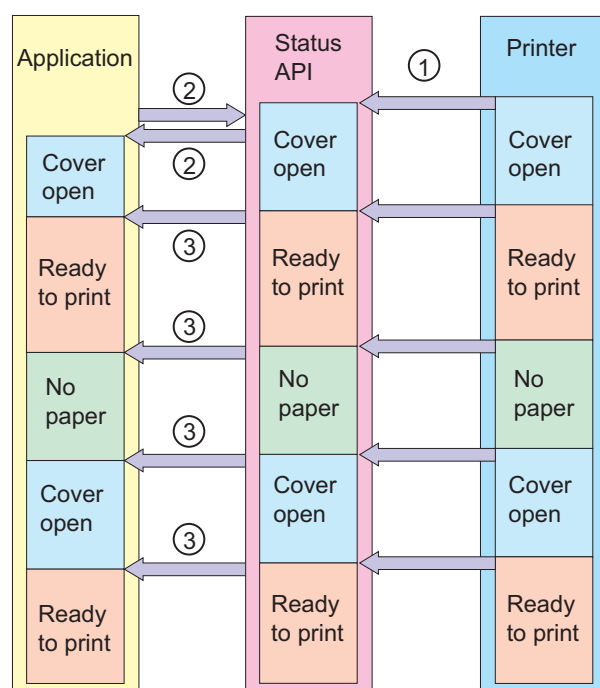 Application
Status
API
Printer
1
2
Cover
open
Cover
open
Cover
open
2
3
Ready
to print
Ready
to print
Ready
to print
3
No
paper
No
paper
No
paper
3
Cover
open
Cover
open
Cover
open
3
Ready
to print
Ready
to print
Ready
to print